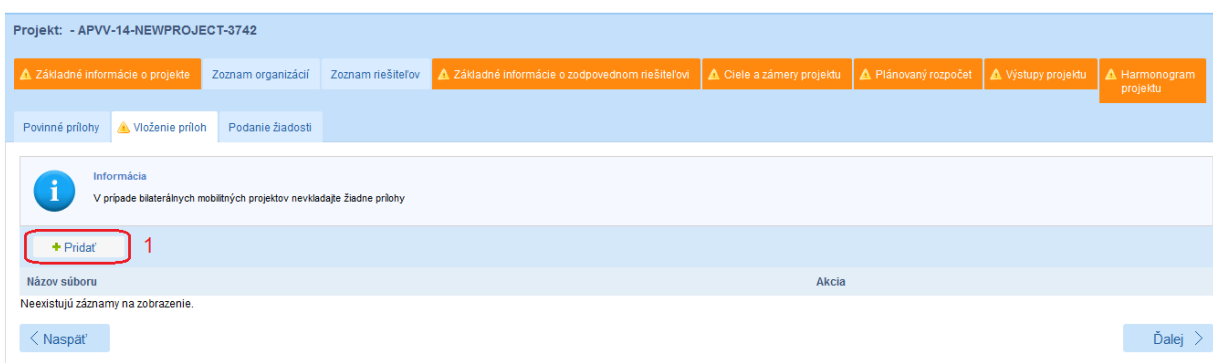 Projekt: - APVV-14-NEWPROJECT-3742
Základné informácie o projekte Zoznam organizácií Zoznam riešiteľov Základné informácie o zodpovednom riešiteľovi Ciele a zámery projektu Plánovaný rozpočet Výstupy projektu Harmonogram
projektu
Povinné prílohy Vloženie príloh Podanie žiadosti
Informácia
V prípade bilaterálnych mobilitných projektov nevkladajte žiadne prílohy
+ Pridať 1
Názov súboru Akcia
Neexistujú záznamy na zobrazenie.
< Naspäť Ďalej >